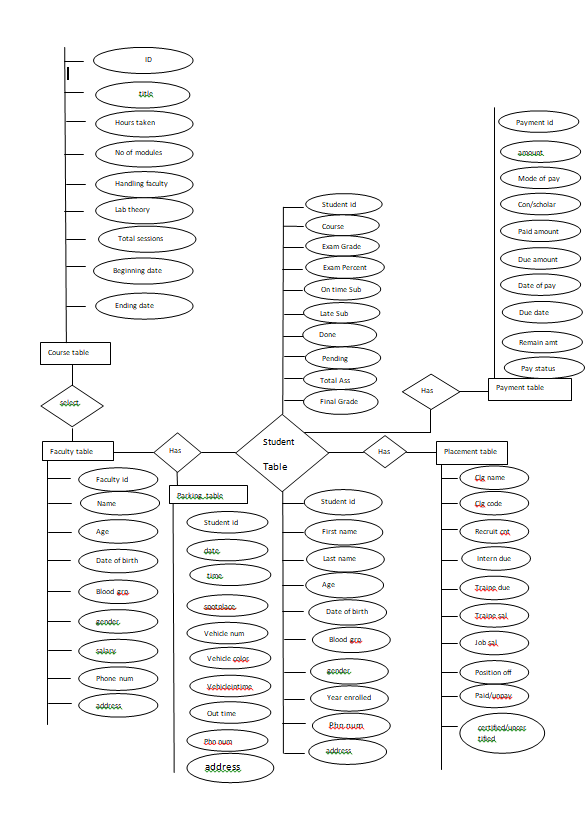 ID
title
Hours taken
No of modules
Handling faculty
Lab theory
Total sessions
Beginning date
Ending date
Course table
select
Student id
Course
Exam Grade
Exam Percent
On time Sub
Late Sub
Done
Pending
Total Ass
Final Grade
Payment id
amount
Mode of pay
Con/scholar
Paid amount
Due amount
Date of pay
Due date
Remain amt
Pay status
Payment table
Has
Faculty table
Has
Student
Table
Has
Placement table
Faculty id
Name
Age
Date of birth
Blood grp
gender
salary
Phone num
address
Parking table
Student id
date
time
spotplace
Vehicle num
Vehicle color
Vehicleintime
Out time
Phn num
address
Student id
First name
Last name
Age
Date of birth
Blood grp
gender
Year enrolled
Phn num
address
Clg name
Clg code
Recruit cnt
Intern due
Traine due
Traine sal
Job sal
Position off
Paid/unpay
certified/uncer
tified